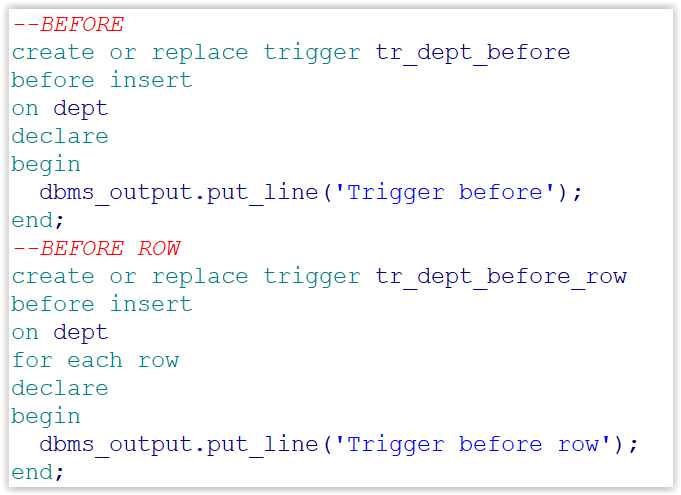 --BEFORE
create or replace trigger tr_dept_before
before insert
on dept
declare
begin
  dbms_output.put_line('Trigger before');
end;
--BEFORE ROW
create or replace trigger tr_dept_before_row
before insert
on dept
for each row
declare
begin
  dbms_output.put_line('Trigger before row');
end;